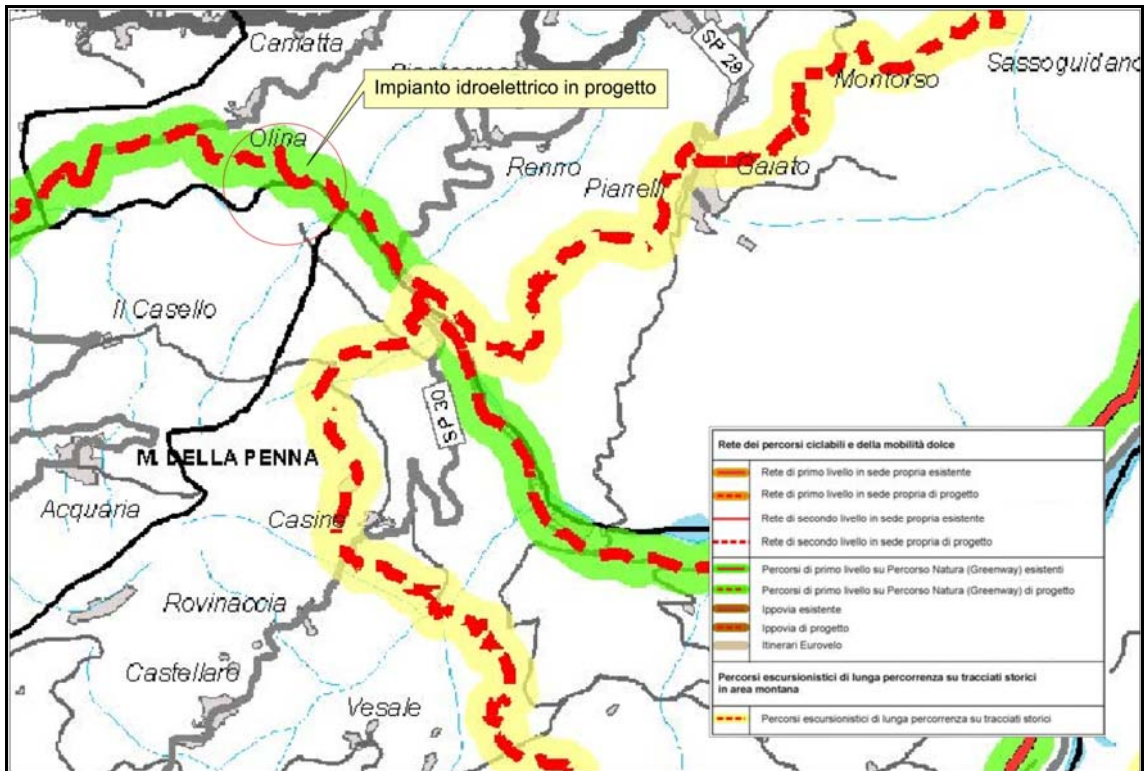 Camatta
SP 29
Sassoguidano
Montorso
Impianto idroelettrico in progetto
Olina
Renno
Gaiato
Piarrelli
Il Casello
SP 30
M. DELLA PENNA
Acquaria
Casine
Rovinaccia
Castellaro
Vesale
Rete dei percorsi ciclabili e della mobilità dolce
Rete di primo livello in sede propria esistente
Rete di primo livello in sede propria di progetto
Rete di secondo livello in sede propria esistente
Rete di secondo livello in sede propria di progetto
Percorsi di primo livello su Percorso Natura (Greenway) esistenti
Percorsi di primo livello su Percorso Natura (Greenway) di progetto
Ippovia esistente
Ippovia di progetto
Itinerari Eurovelo
Percorsi escursionistici di lunga percorrenza su tracciati storici
in area montana
Percorsi escursionistici di lunga percorrenza su tracciati storici